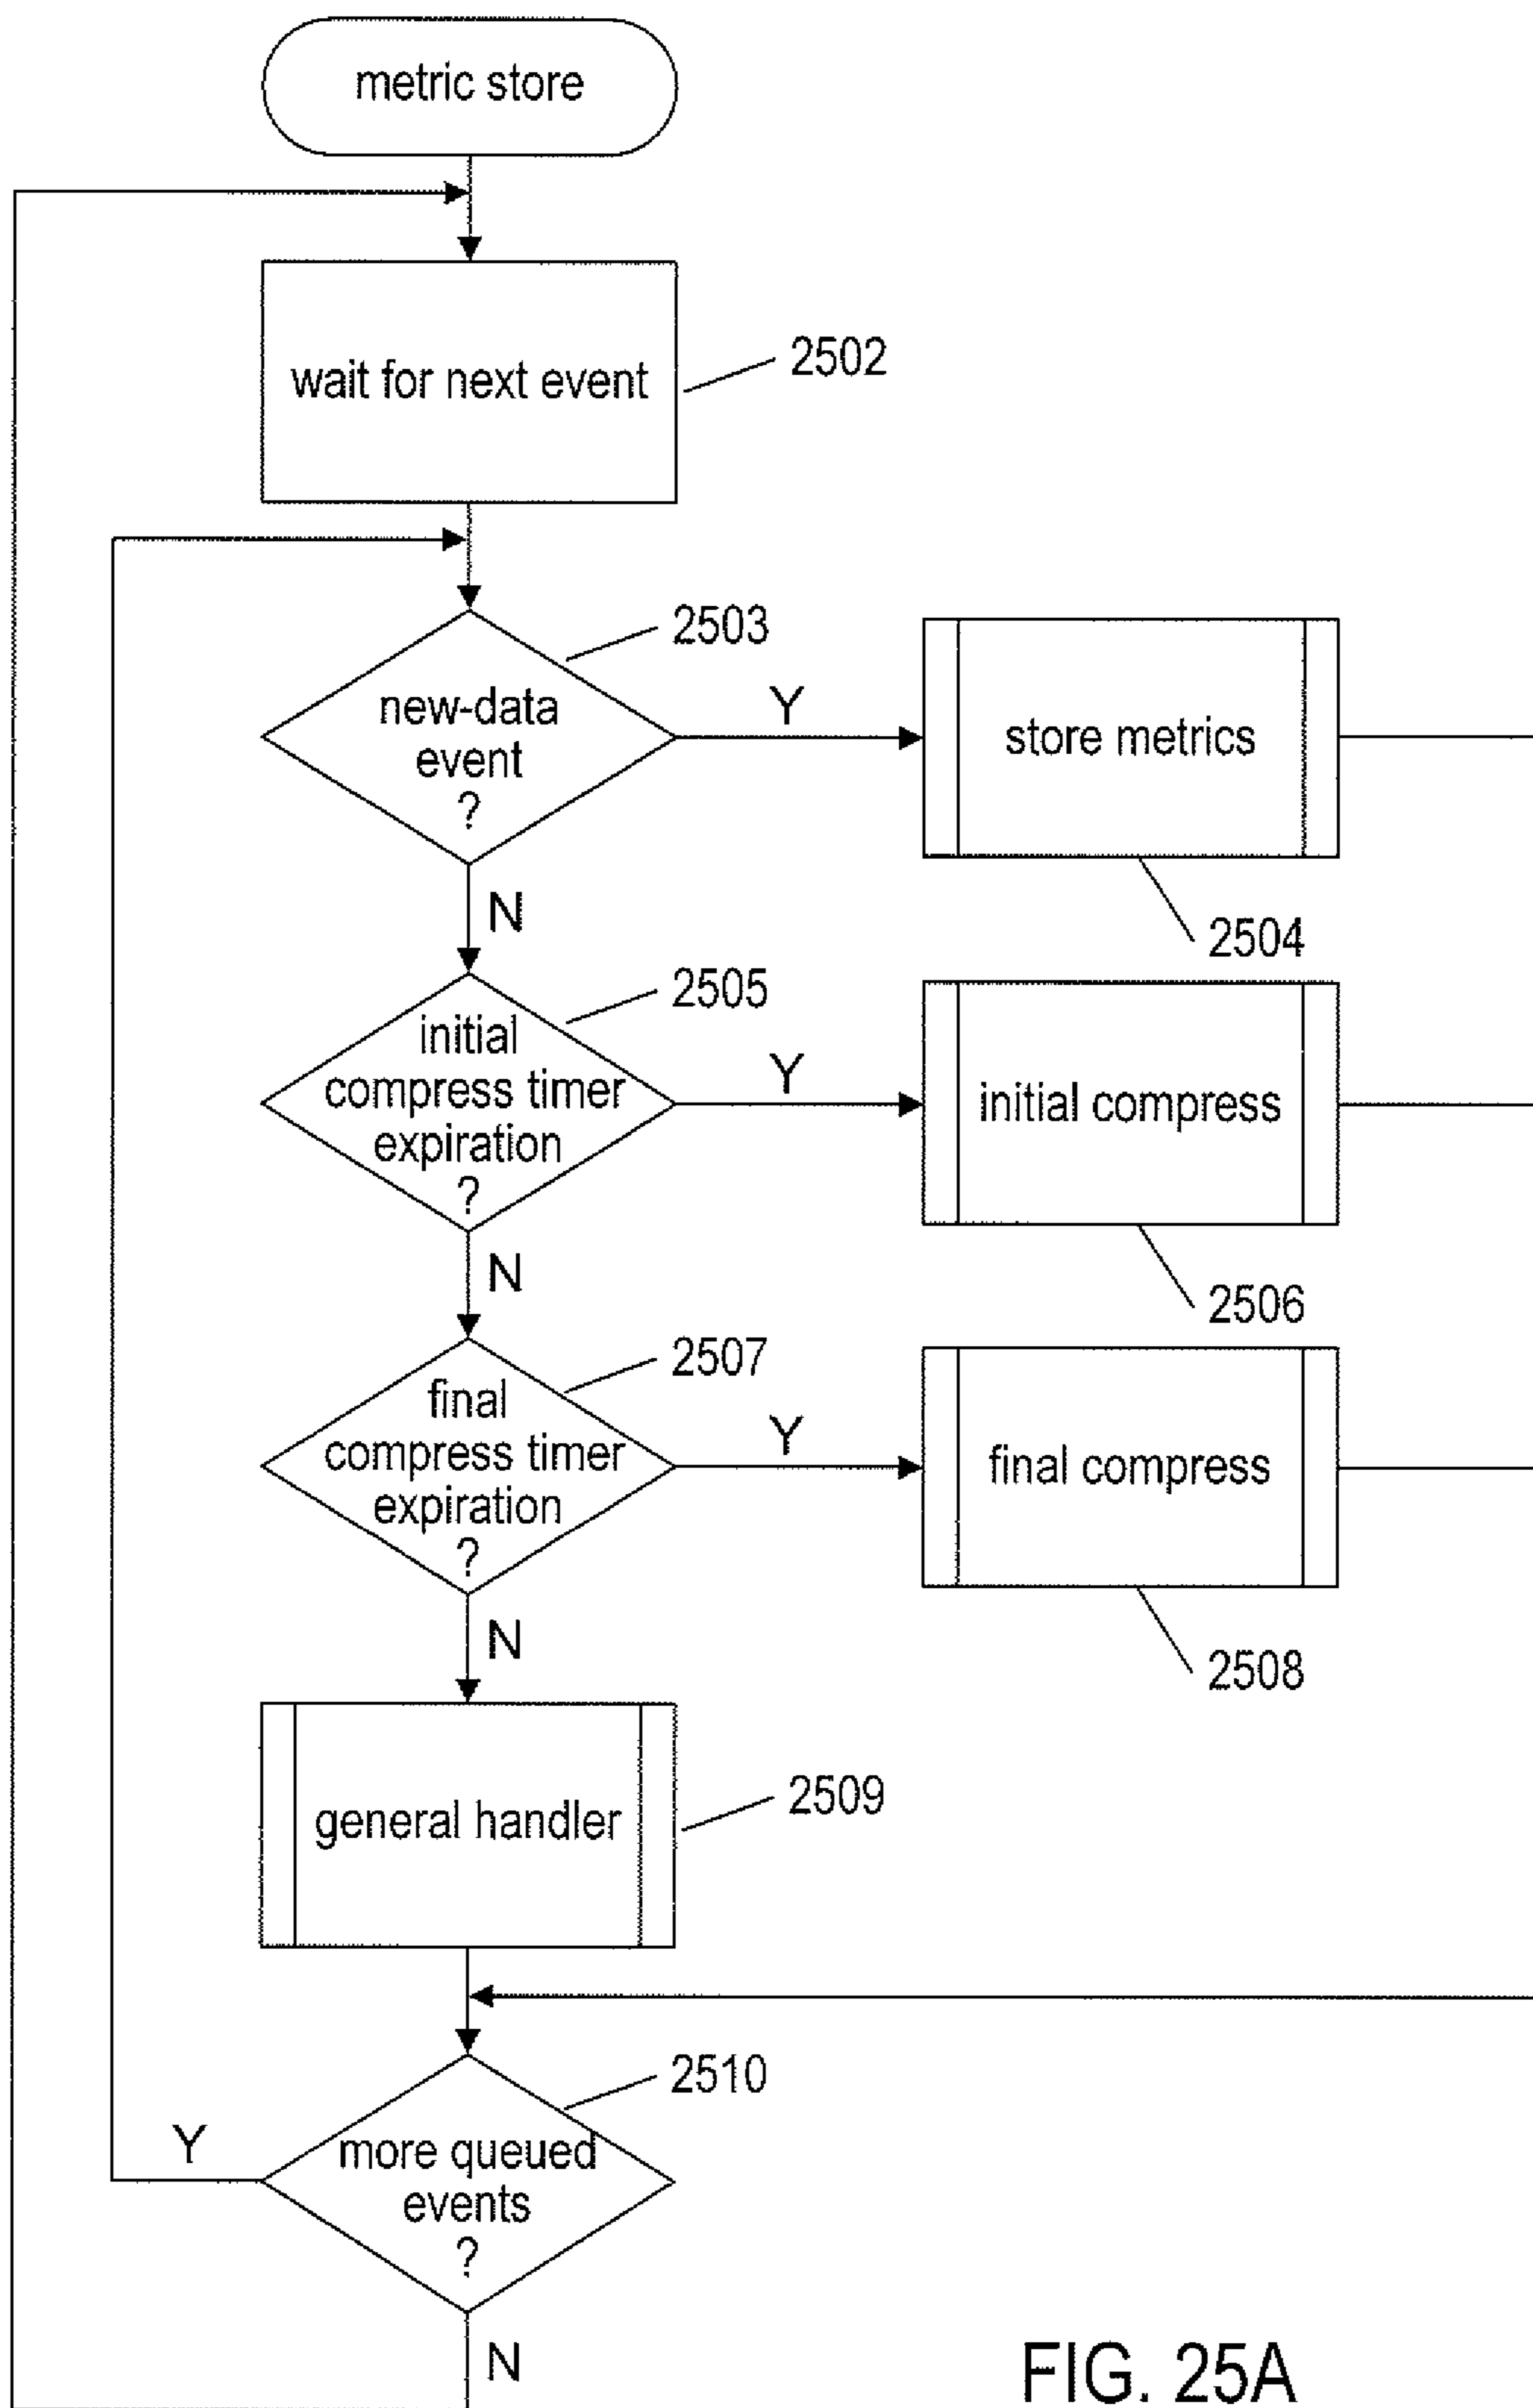 metric store
wait for next event
2502
new-data
event
?
2503
Y
store metrics
2504
N
initial
compress timer
expiration
?
2505
Y
initial compress
2506
N
final
compress timer
expiration
?
2507
Y
final compress
2508
N
general handler
2509
more queued
events
?
2510
Y
N
FIG. 25A